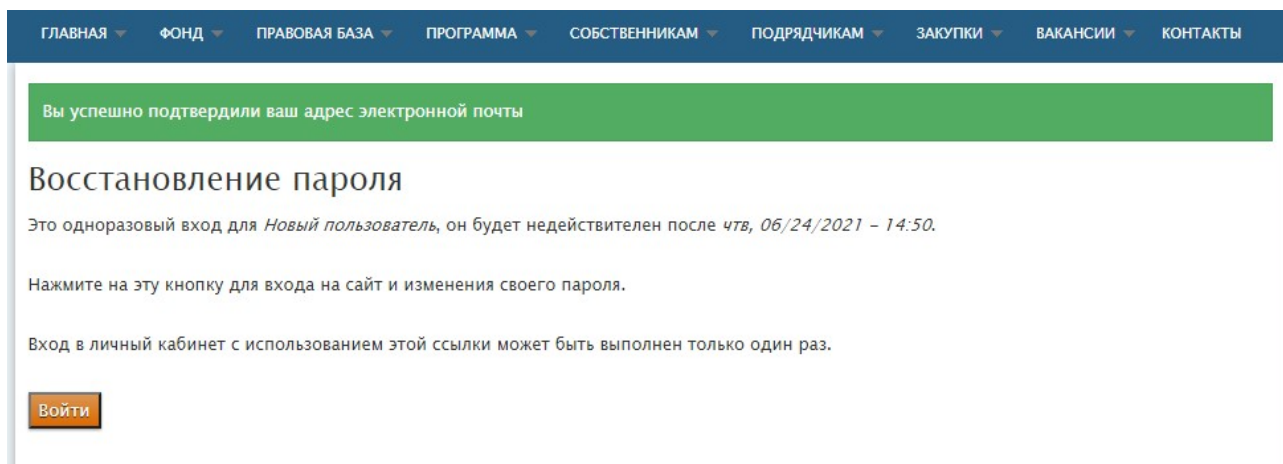 ГЛАВНАЯ ФОНД ПРАВОВАЯ БАЗА ПРОГРАММА СОБСТВЕННИКАМ ПОДРЯДЧИКАМ ЗАКУПКИ ВАКАНСИИ КОНТАКТЫ
Вы успешно подтвердили ваш адрес электронной почты
Восстановление пароля
Это одноразовый вход для Новый пользователь, он будет недействителен после чтв, 06/24/2021 – 14:50.
Нажмите на эту кнопку для входа на сайт и изменения своего пароля.
Вход в личный кабинет с использованием этой ссылки может быть выполнен только один раз.
Войти